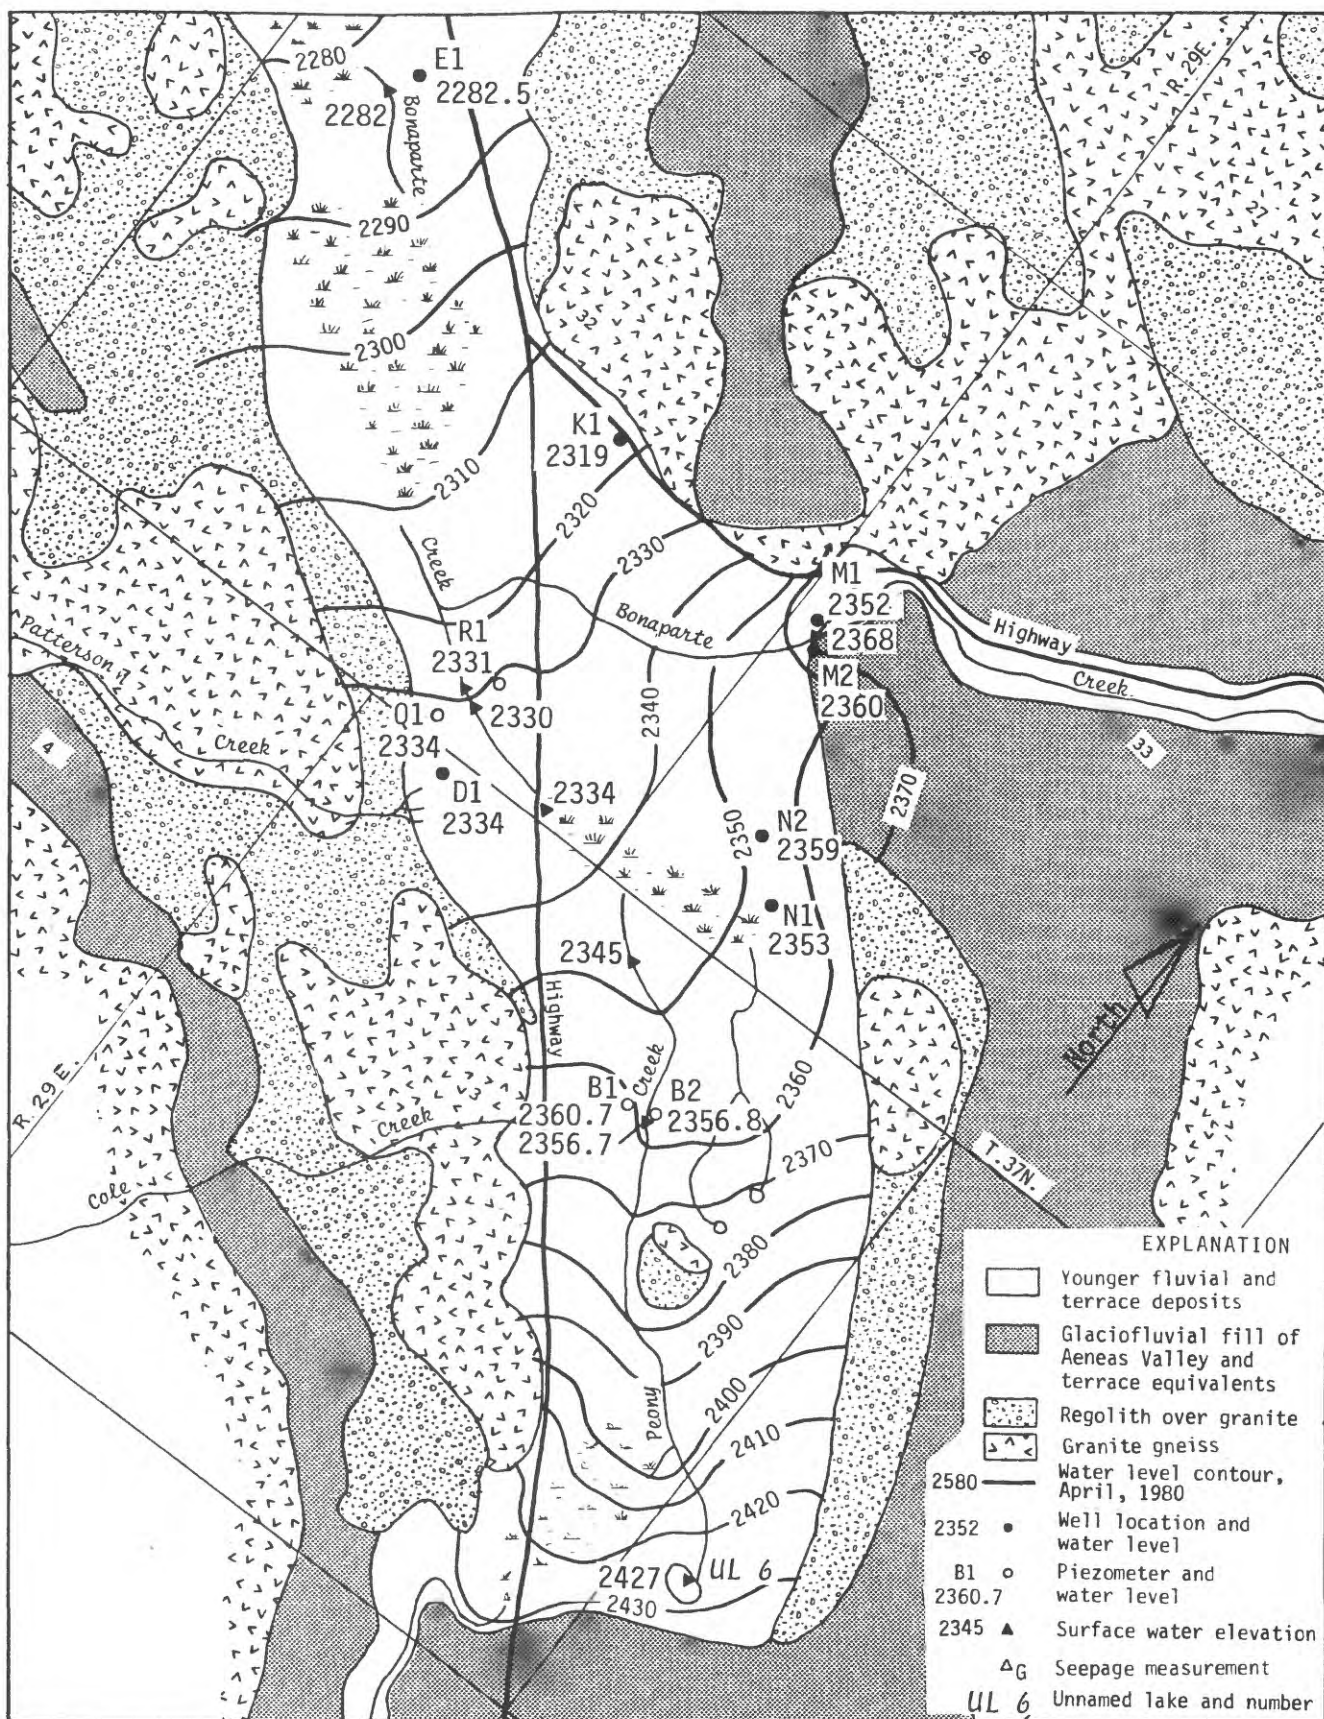 2280
E1
2282.5
2282
Bonaparte
28
R.29E.
27
2290
32
2300
K1
2319
2310
2320
2330
Creek
Bonaparte
M1
2352
2368
Highway
Creek
M2
2360
33
Patterson
Creek
4
R1
2331
2330
Q1
2334
D1
2334
2334
2340
2350
2370
N2
2359
N1
2353
2345
Highway
North
R. 29 E.
Creek
B1
2360.7
2356.7
B2
2356.8
2360
3
Creek
Cole
2370
T.37N.
2380
2390
2400
Peony
2410
2420
2427
UL 6
2430
EXPLANATION
Younger fluvial and
terrace deposits
Glaciofluvial fill of
Aeneas Valley and
terrace equivalents
Regolith over granite
Granite gneiss
2580 Water level contour,
April, 1980
2352 Well location and
water level
B1 Piezometer and
2360.7 water level
2345 Surface water elevation
G Seepage measurement
UL 6 Unnamed lake and number